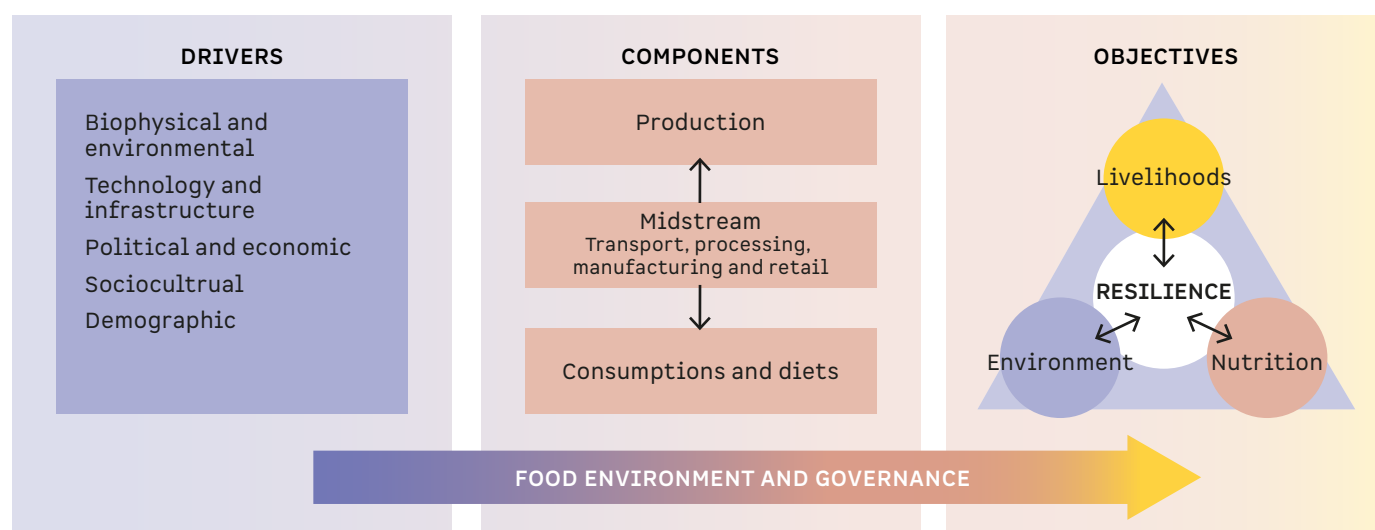 DRIVERS
Biophysical and
environmental
Technology and
infrastructure
Political and economic
Sociocultrual
Demographic
COMPONENTS
Production
Midstream
Transport, processing,
manufacturing and retail
Consumptions and diets
OBJECTIVES
Livelihoods
RESILIENCE
Environment
Nutrition
FOOD ENVIRONMENT AND GOVERNANCE